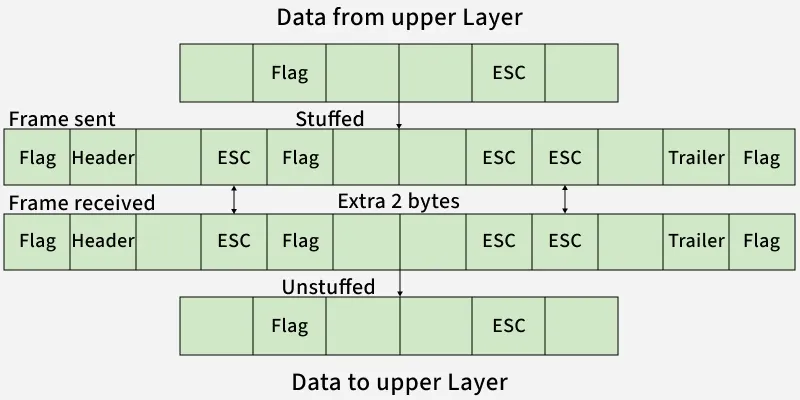 Data from upper Layer
Flag ESC
Frame sent Stuffed
Flag Header ESC Flag ESC ESC Trailer Flag
Frame received Extra 2 bytes
Flag Header ESC Flag ESC ESC Trailer Flag
Unstuffed
Flag ESC
Data to upper Layer